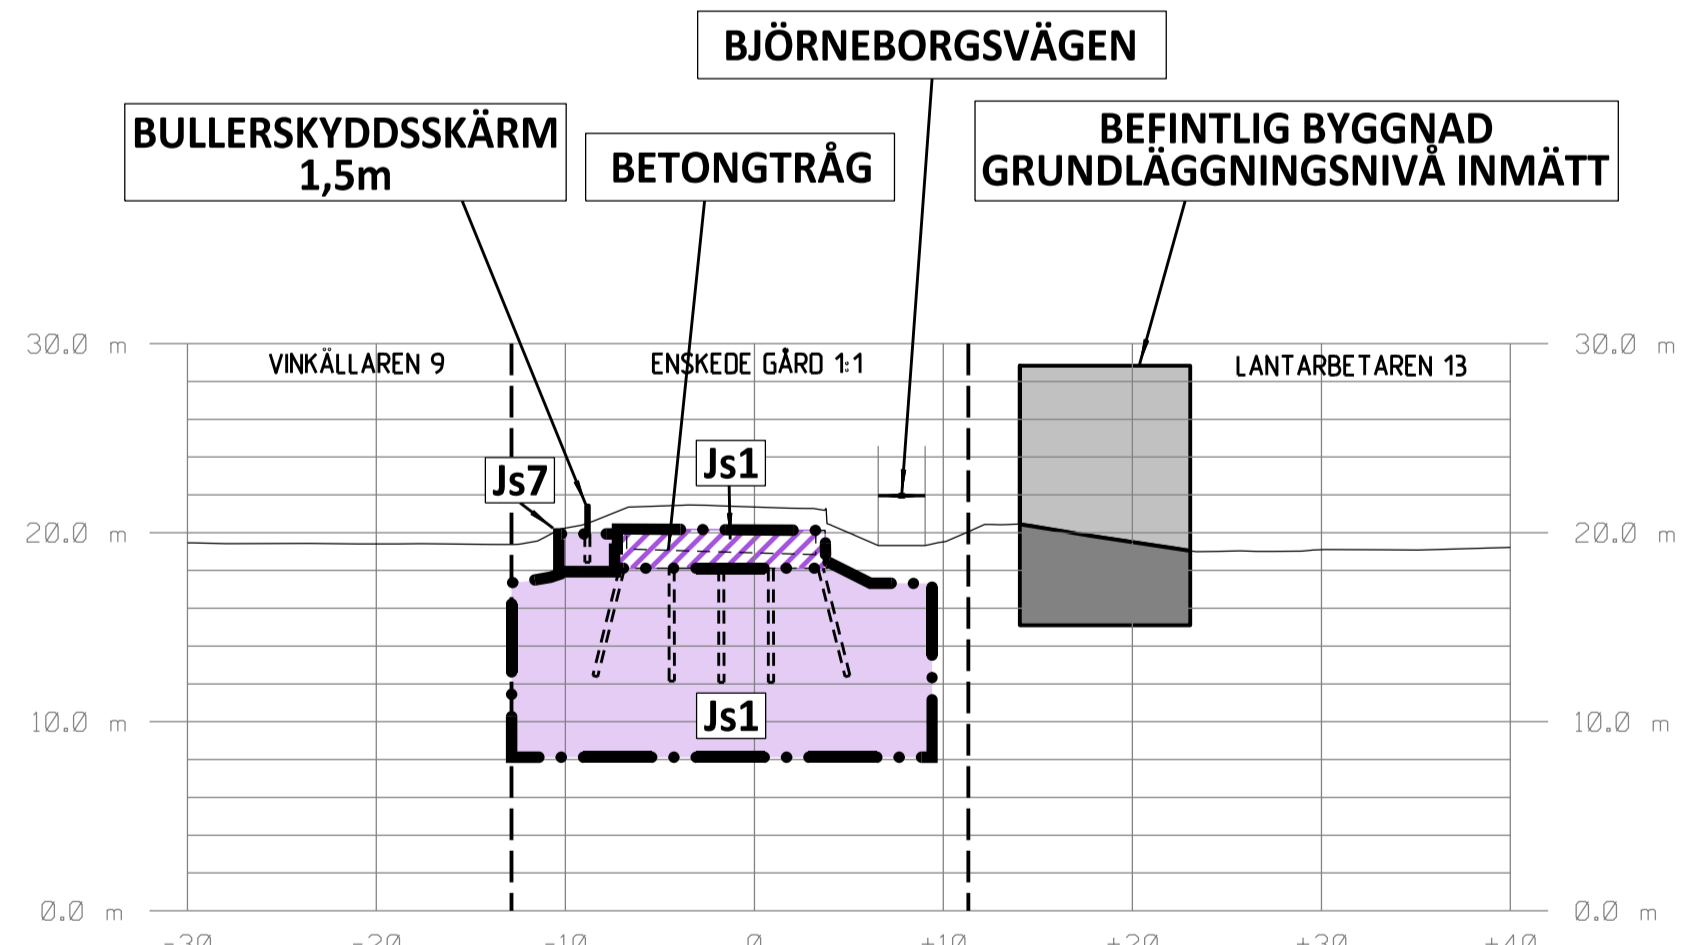 BJÖRNEBORGSVÄGEN
BULLERSKYDDSSKÄRM
1,5m
BETONGTRÅG
BEFINTLIG BYGGNAD
GRUNDLÄGGNINGSNIVÅ INMÄTT
30.0 m
30.0 m
VINKÄLLAREN 9
ENSKEDE GÅRD 1:1
LANTARBETAREN 13
Js7
Js1
20.0 m
20.0 m
Js1
10.0 m
10.0 m
0.0 m
0.0 m
-30
-20
-10
0
+10
+20
+30
+40